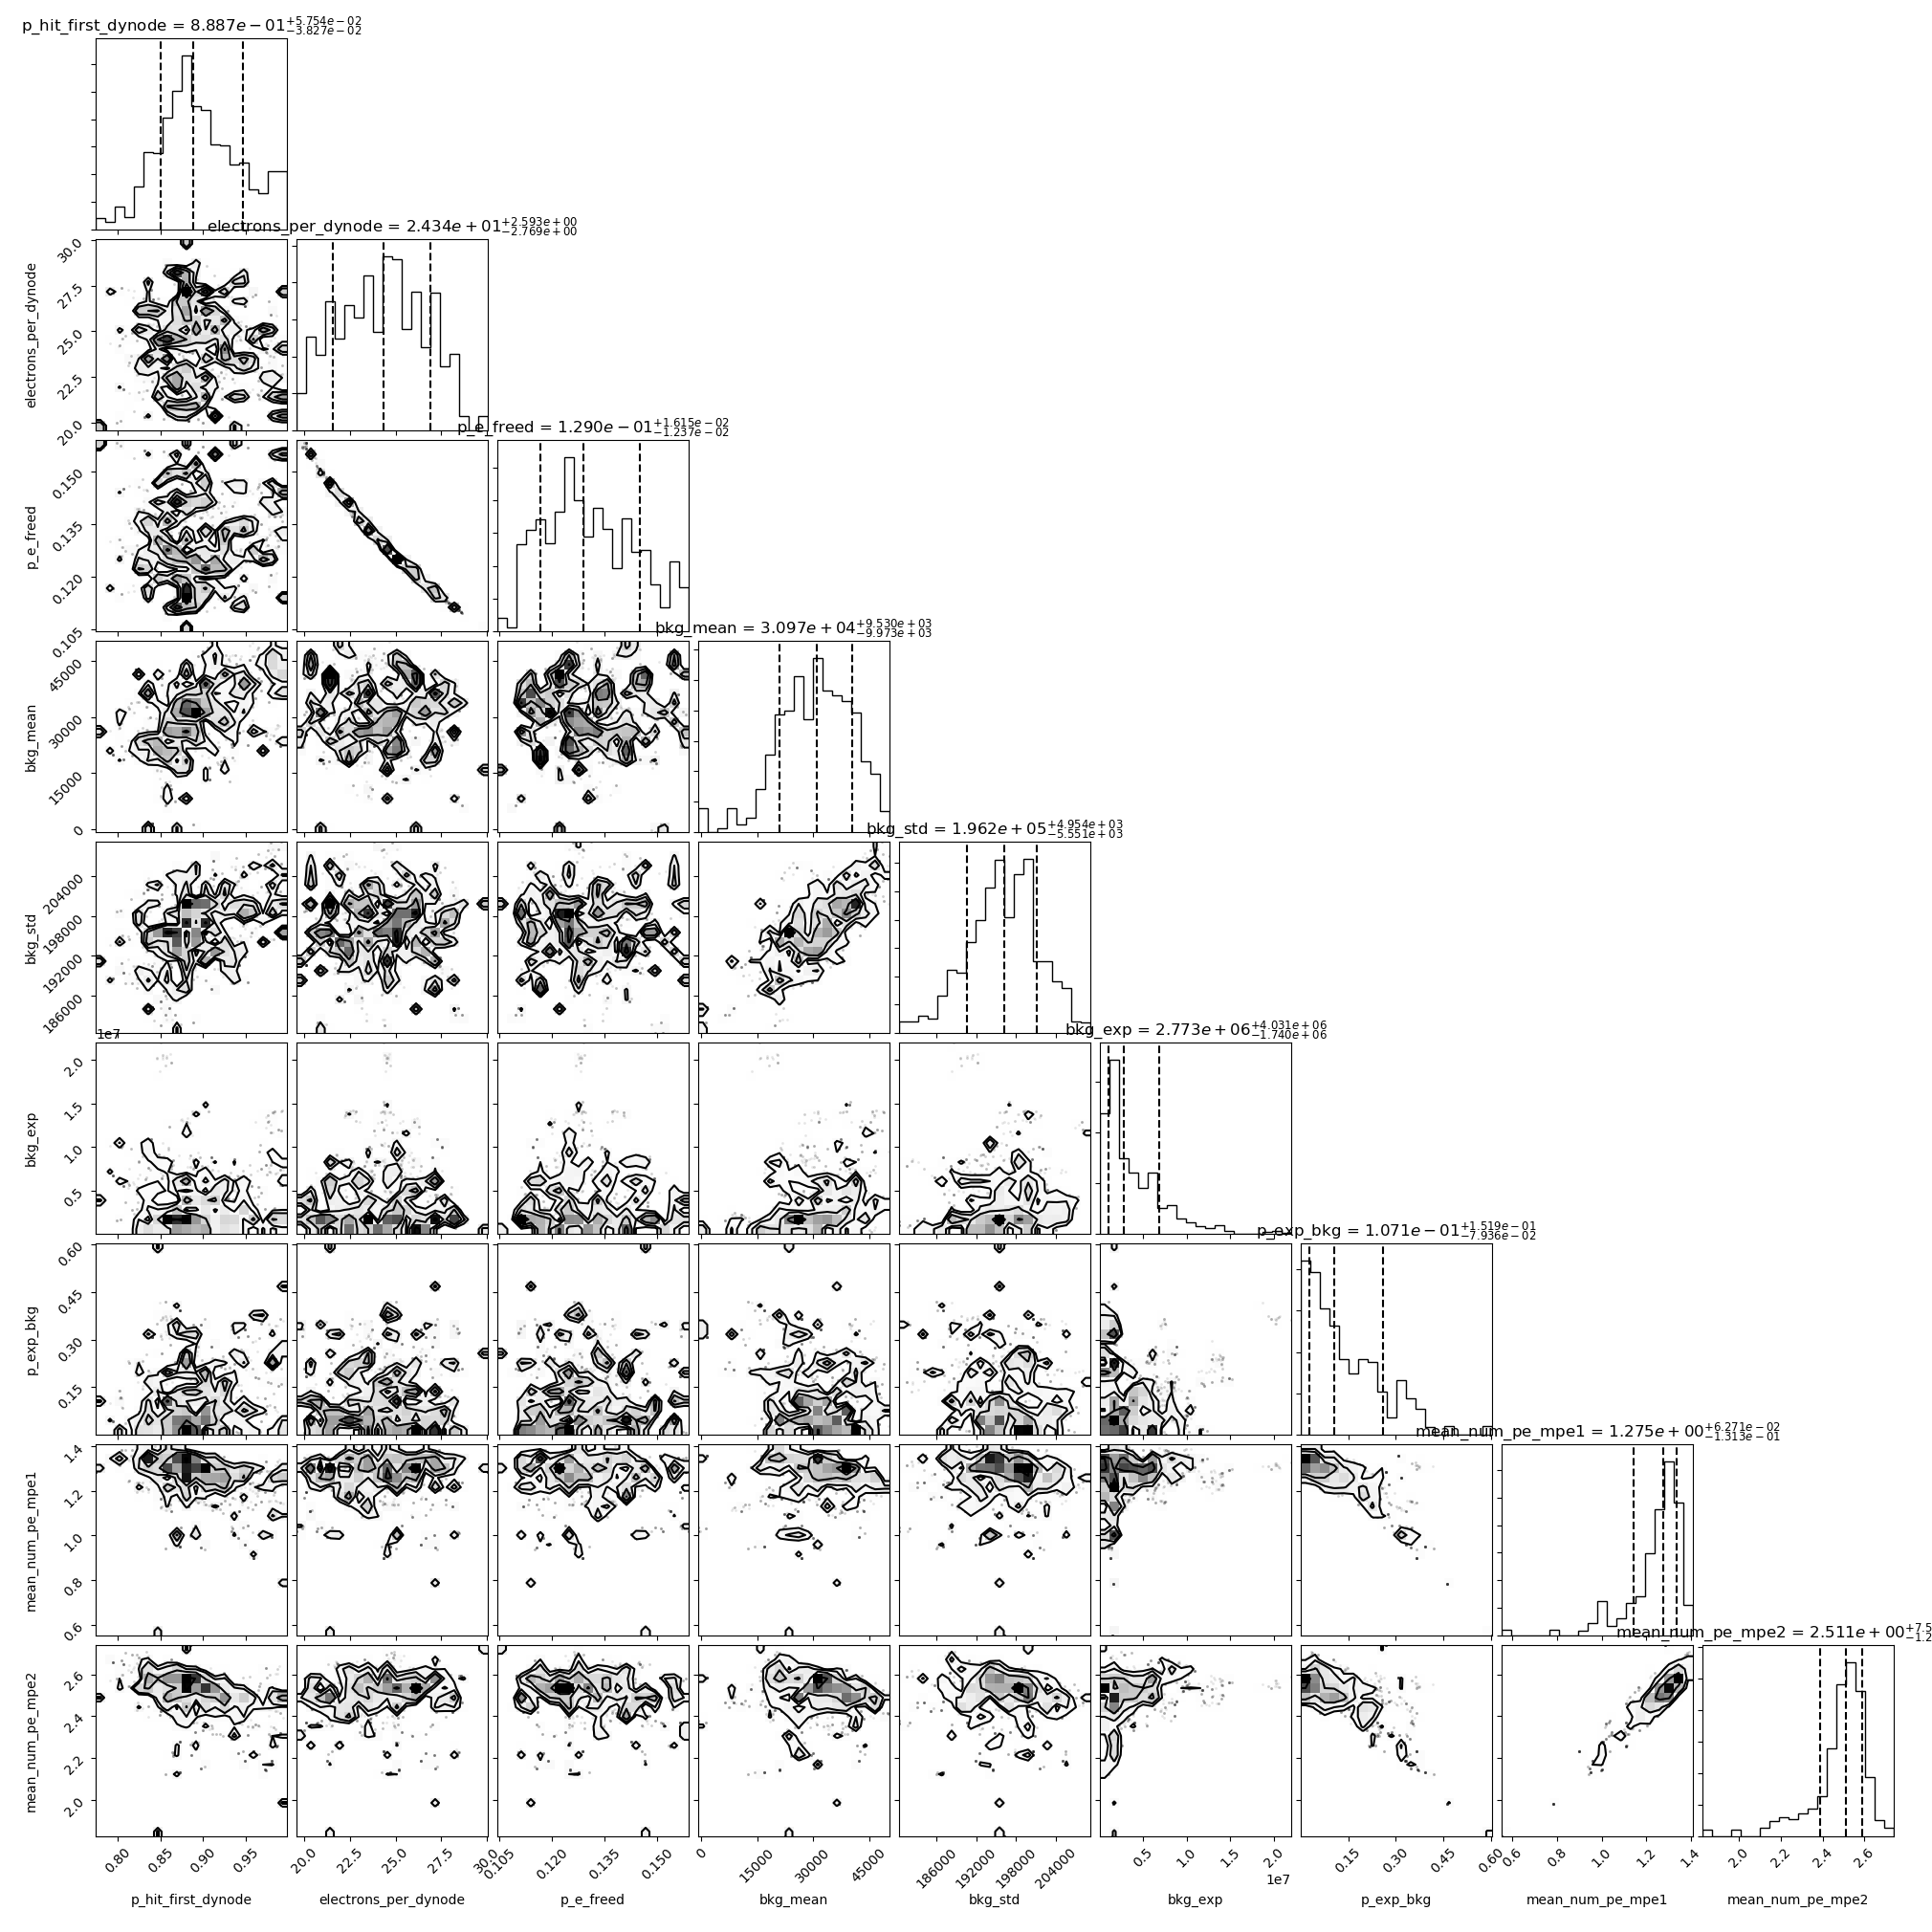 p_hit_first_dynode = 8.887e−01+5.754e−02 −3.827e−02
electrons_per_dynode = 2.434e+01+2.593e+00 −2.769e+00
30.0
27.5
25.0
22.5
20.0
electrons_per_dynode
p_e_freed = 1.290e−01+1.615e−02 −1.237e−02
0.150
0.135
0.120
0.105
p_e_freed
bkg_mean = 3.097e+04+9.530e+03 −9.973e+03
45000
30000
15000
0
bkg_mean
bkg_std = 1.962e+05+4.954e+03 −5.551e+03
204000
198000
192000
186000
bkg_std
1e7
bkg_exp = 2.773e+06+4.031e+06 −1.740e+06
2.0
1.5
1.0
0.5
bkg_exp
p_exp_bkg = 1.071e−01+1.519e−01 −7.936e−02
0.60
0.45
0.30
0.15
p_exp_bkg
mean_num_pe_mpe1 = 1.275e+00+6.271e−02 −1.313e−01
1.4
1.2
1.0
0.8
0.6
mean_num_pe_mpe1
mean_num_pe_mpe2 = 2.511e+00+7.5 −1.2
2.6
2.4
2.2
2.0
mean_num_pe_mpe2
0.80 0.85 0.90 0.95
20.0 22.5 25.0 27.5 30.0
0.105 0.120 0.135 0.150
0 15000 30000 45000
186000 192000 198000 204000
0.5 1.0 1.5 2.0
1e7
0.15 0.30 0.45 0.60
0.6 0.8 1.0 1.2 1.4
2.0 2.2 2.4 2.6
p_hit_first_dynode electrons_per_dynode p_e_freed bkg_mean bkg_std bkg_exp p_exp_bkg mean_num_pe_mpe1 mean_num_pe_mpe2